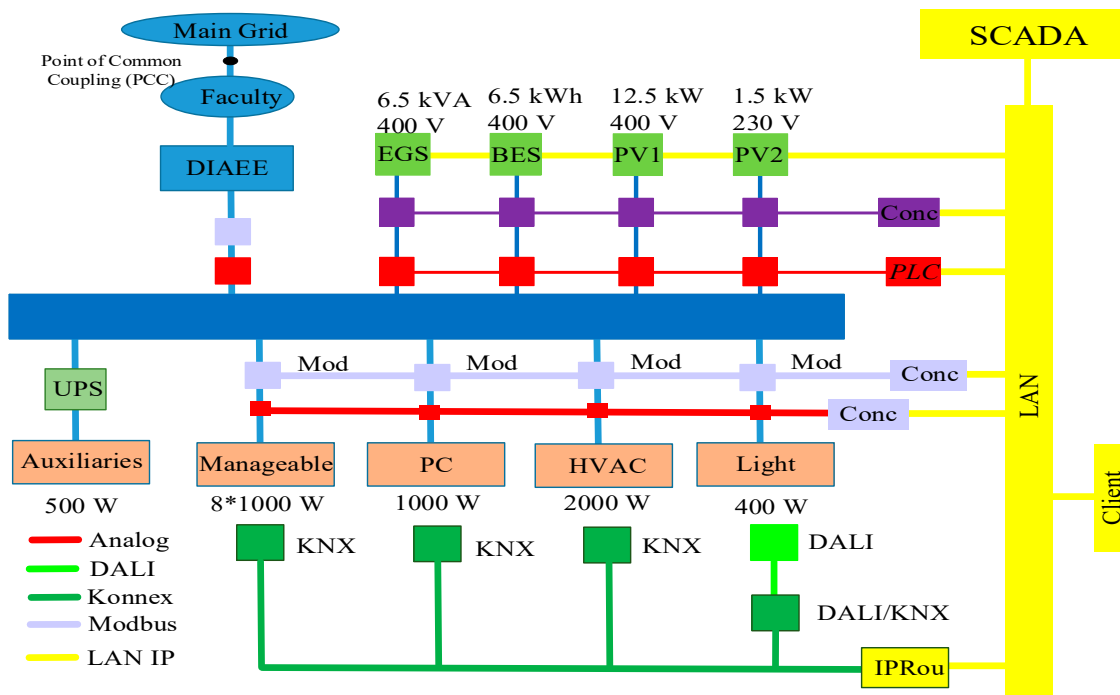 Main Grid
SCADA
Point of Common
Coupling (PCC)
Faculty
6.5 kVA
400 V
6.5 kWh
400 V
12.5 kW
400 V
1.5 kW
230 V
DIAEE
EGS
BES
PV1
PV2
Conc
PLC
Mod
Mod
Mod
Mod
Conc
UPS
Conc
LAN
Auxiliaries
Manageable
PC
HVAC
Light
Client
500 W
8*1000 W
1000 W
2000 W
400 W
KNX
KNX
KNX
DALI
DALI/KNX
IPRou
Analog
DALI
Konnex
Modbus
LAN IP